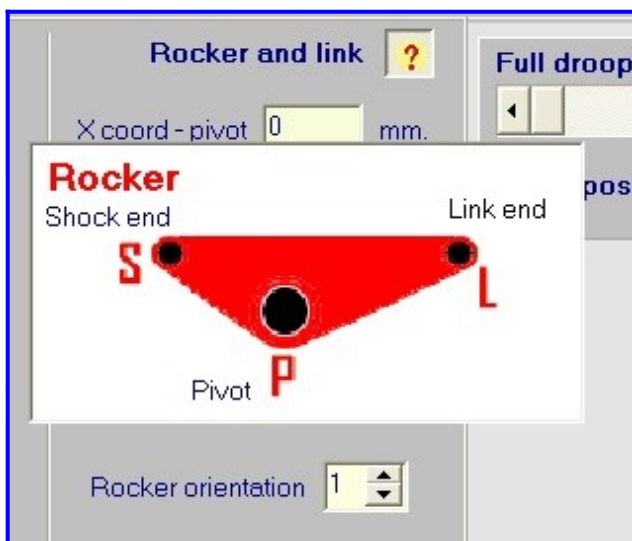 Rocker and link ?
Full droop
X coord - pivot 0 mm.
pos
Rocker
Shock end
Link end
S
L
P
Pivot
Rocker orientation 1